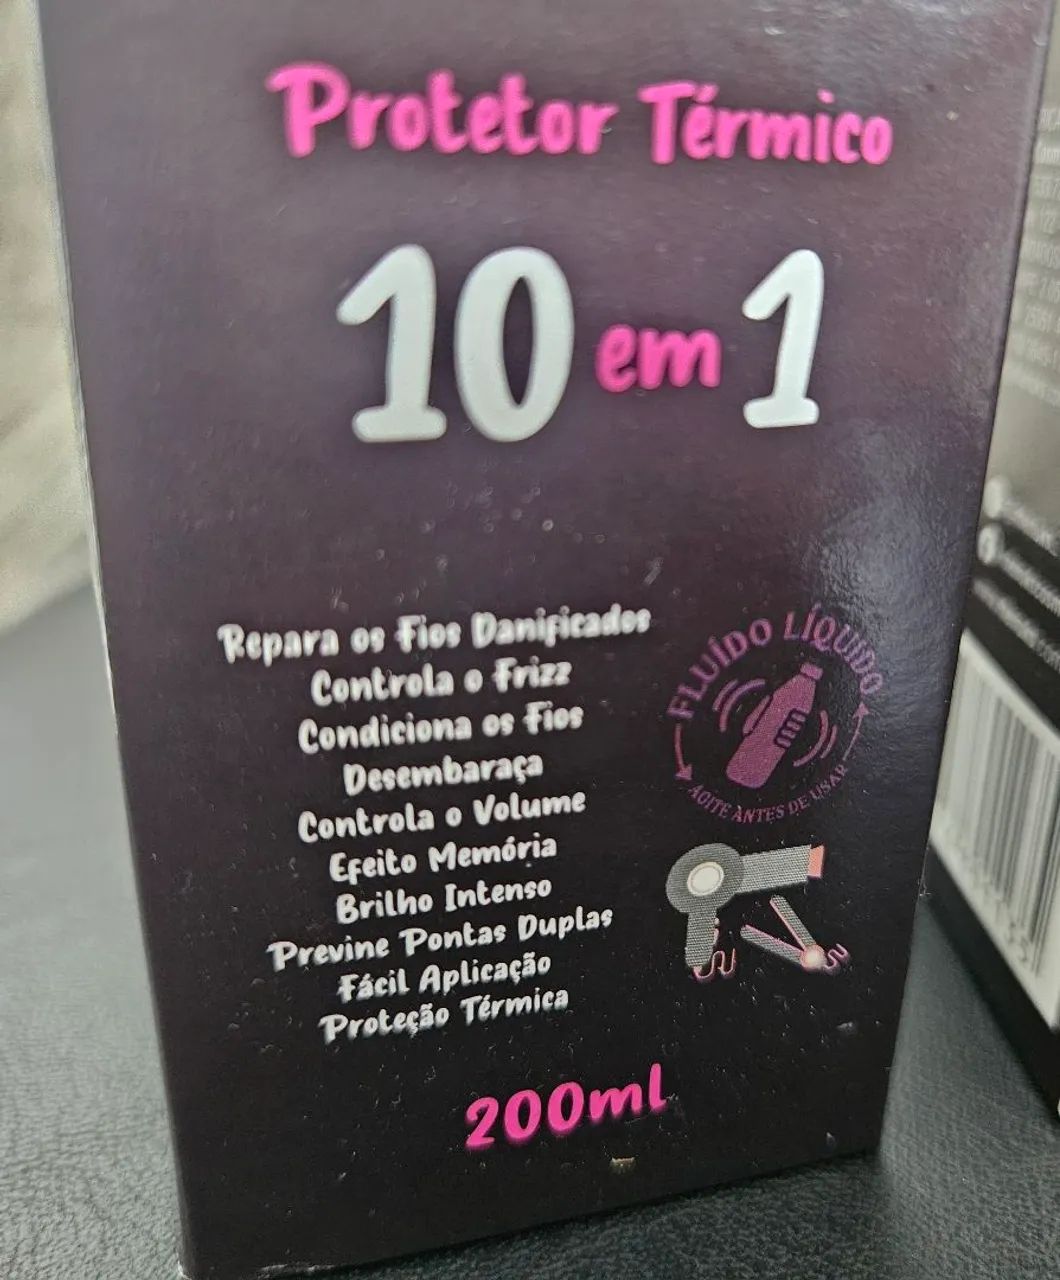 Protetor Térmico
10 em 1
Repara os Fios Danificados
Controla o Frizz
Condiciona os Fios
Desembaraça
Controla o Volume
Efeito Memória
Brilho Intenso
Previne Pontas Duplas
Fácil Aplicação
Proteção Térmica
FLUÍDO LÍQUIDO
AGITE ANTES DE USAR
200ml